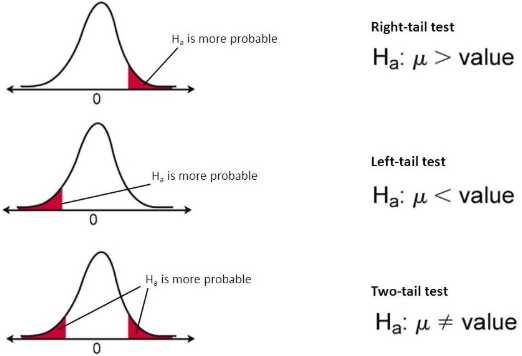 Right-tail test
Hₐ is more probable
Hₐ: μ > value
0
Left-tail test
Hₐ is more probable
Hₐ: μ < value
0
Hₐ is more probable
Two-tail test
Hₐ: μ ≠ value
0